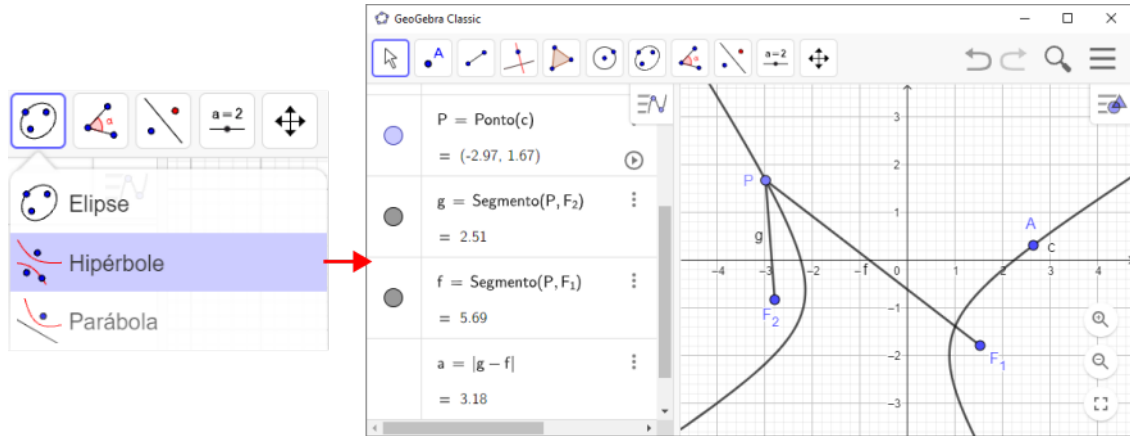 a = 2
Elipse
Hipérbole
Parábola
GeoGebra Classic
A
α
a = 2
P = Ponto(c)
= (-2.97, 1.67)
g = Segmento(P, F₂)
= 2.51
f = Segmento(P, F₁)
= 5.69
a = |g − f|
= 3.18
3
2
P
1
A
g
c
−4
−3
−2
−1
f
0
1
2
3
4
F₂
−1
F₁
−2
−3